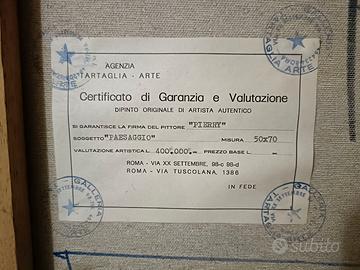 AGENZIA
TARTAGLIA - ARTE
Certificato di Garanzia e Valutazione
DIPINTO ORIGINALE DI ARTISTA AUTENTICO
SI GARANTISCE LA FIRMA DEL PITTORE "PIERRY"
SOGGETTO "PAESAGGIO" MISURA 50x70
VALUTAZIONE ARTISTICA L. 400.000.= PREZZO BASE L. =
ROMA - VIA XX SETTEMBRE, 98-c 98-d
ROMA - VIA TUSCOLANA, 1386
IN FEDE
subito